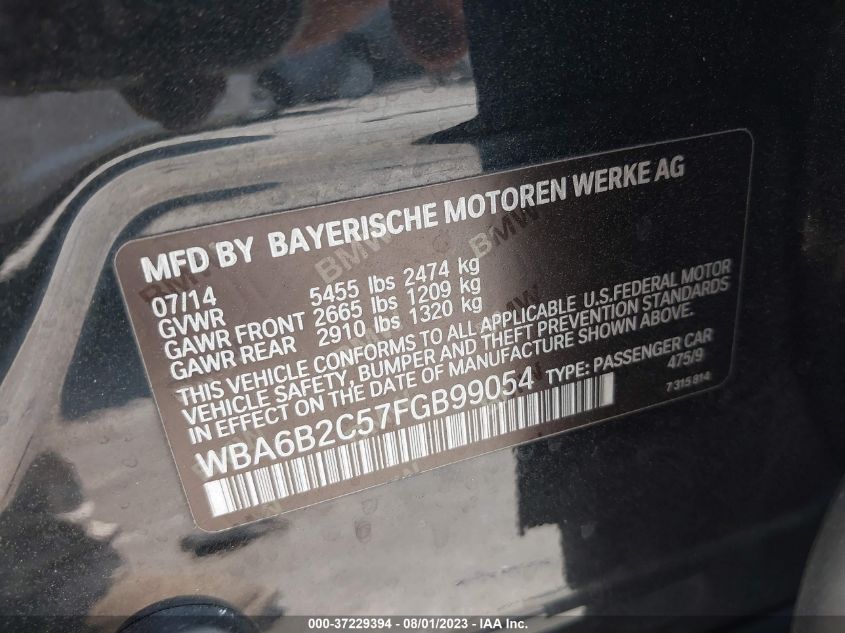 MFD BY BAYERISCHE MOTOREN WERKE AG
07/14
GVWR 5455 lbs 2474 kg
GAWR FRONT 2665 lbs 1209 kg
GAWR REAR 2910 lbs 1320 kg
THIS VEHICLE CONFORMS TO ALL APPLICABLE U.S.FEDERAL MOTOR
VEHICLE SAFETY, BUMPER AND THEFT PREVENTION STANDARDS
IN EFFECT ON THE DATE OF MANUFACTURE SHOWN ABOVE.
WBA6B2C57FGB99054 TYPE: PASSENGER CAR
475/9
7 315 814
000-37229394 - 08/01/2023 - IAA Inc.